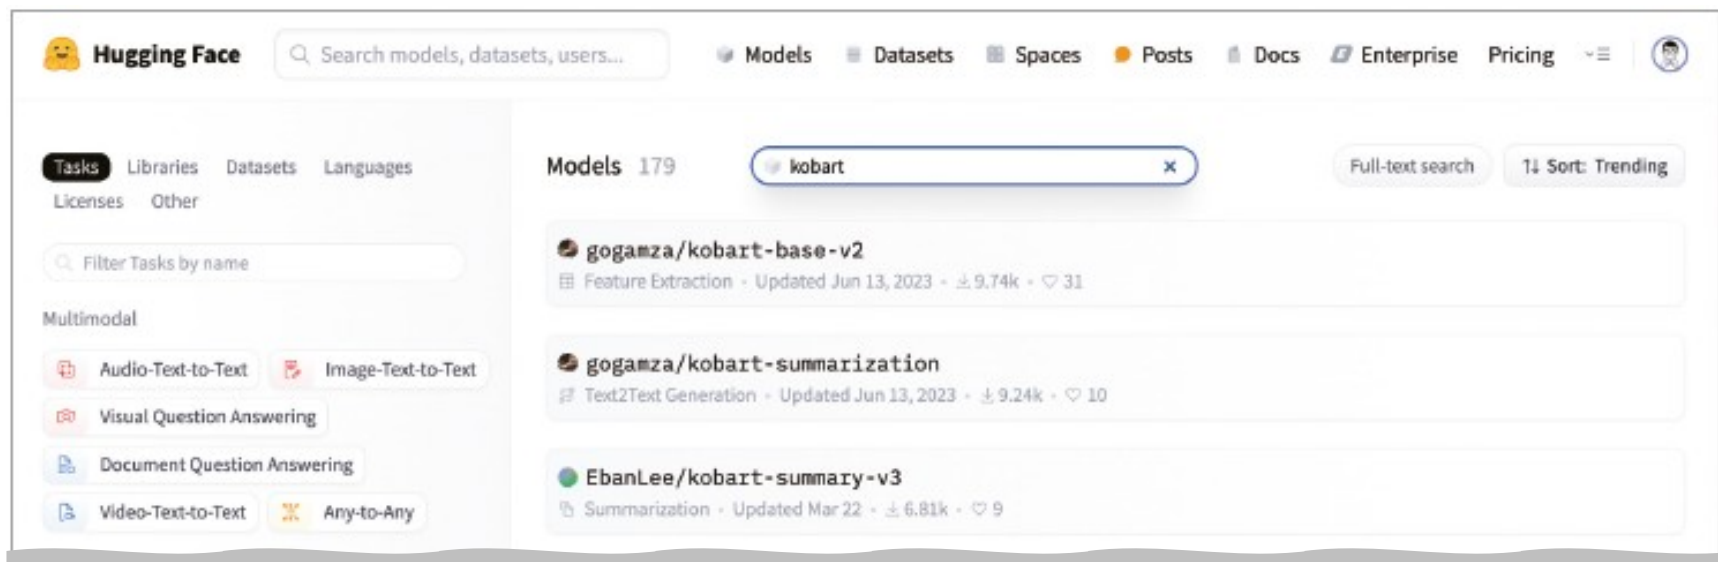 Hugging Face
Search models, datasets, users...
Models
Datasets
Spaces
Posts
Docs
Enterprise
Pricing
Tasks
Libraries
Datasets
Languages
Licenses
Other
Filter Tasks by name
Multimodal
Audio-Text-to-Text
Image-Text-to-Text
Visual Question Answering
Document Question Answering
Video-Text-to-Text
Any-to-Any
Models 179
kobart
Full-text search
Sort: Trending
gogamza/kobart-base-v2
Feature Extraction • Updated Jun 13, 2023 • 9.74k • 31
gogamza/kobart-summarization
Text2Text Generation • Updated Jun 13, 2023 • 9.24k • 10
EbanLee/kobart-summary-v3
Summarization • Updated Mar 22 • 6.81k • 9